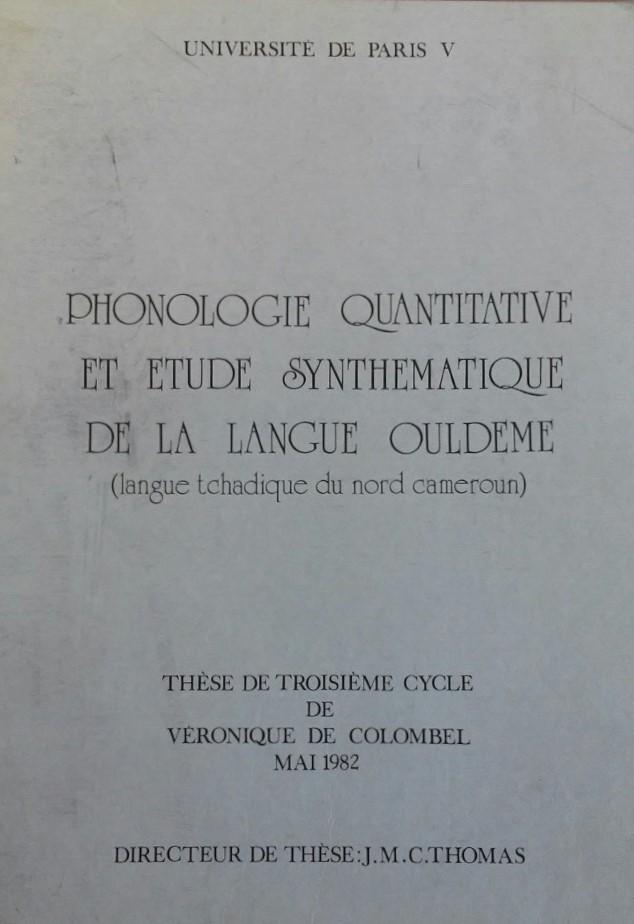 UNIVERSITÉ DE PARIS V
PHONOLOGIE QUANTITATIVE
ET ETUDE SYNTHEMATIQUE
DE LA LANGUE OULDEME
(langue tchadique du nord cameroun)
THÈSE DE TROISIÈME CYCLE
DE
VÉRONIQUE DE COLOMBEL
MAI 1982
DIRECTEUR DE THÈSE:J.M.C.THOMAS